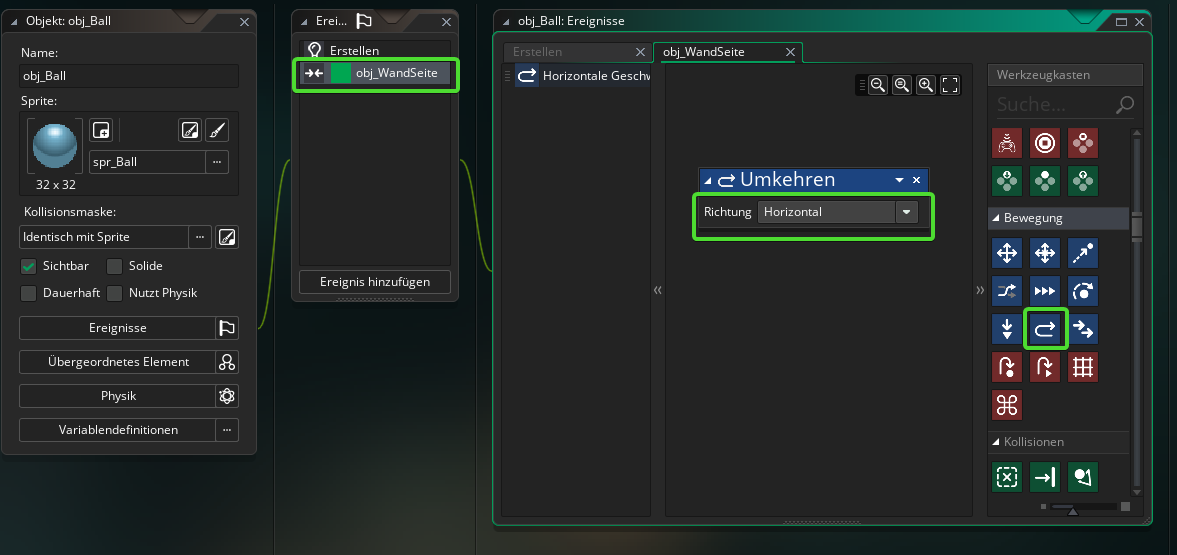 Objekt: obj_Ball
Name:
obj_Ball
Sprite:
spr_Ball
...
32 x 32
Kollisionsmaske:
Identisch mit Sprite
...
Sichtbar
Solide
Dauerhaft
Nutzt Physik
Ereignisse
Übergeordnetes Element
Physik
Variablendefinitionen
...
Erei...
Erstellen
obj_WandSeite
Ereignis hinzufügen
obj_Ball: Ereignisse
Erstellen
obj_WandSeite
Horizontale Geschw
Umkehren
Richtung
Horizontal
Werkzeugkasten
Suche...
Bewegung
Kollisionen